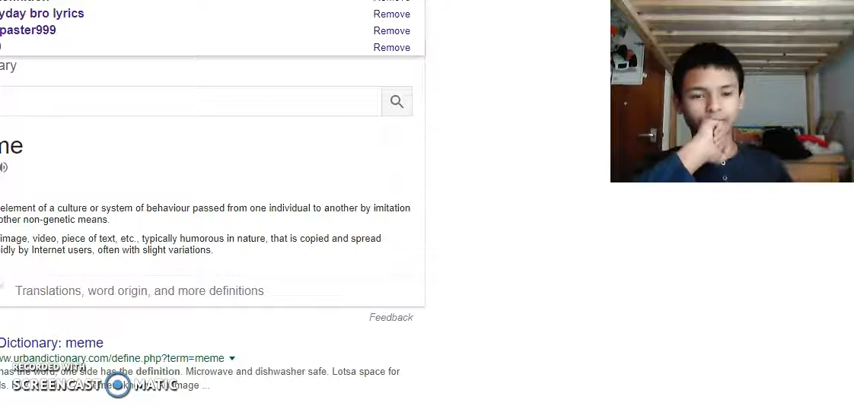 yday bro lyrics Remove
paster999 Remove
) Remove
ary
me
element of a culture or system of behaviour passed from one individual to another by imitation
other non-genetic means.
image, video, piece of text, etc., typically humorous in nature, that is copied and spread
idly by Internet users, often with slight variations.
Translations, word origin, and more definitions
Feedback
Dictionary: meme
ww.urbandictionary.com/define.php?term=meme
has the word, one side has the definition. Microwave and dishwasher safe. Lotsa space for
RECORDED WITH
SCREENCAST MATIC